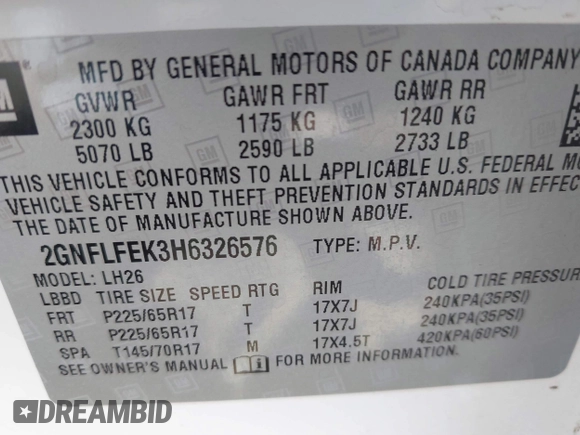 MFD BY GENERAL MOTORS OF CANADA COMPANY
GM
GVWR GAWR FRT GAWR RR
2300 KG 1175 KG 1240 KG
5070 LB 2590 LB 2733 LB
THIS VEHICLE CONFORMS TO ALL APPLICABLE U.S. FEDERAL
VEHICLE SAFETY AND THEFT PREVENTION STANDARDS IN EFFECT
THE DATE OF MANUFACTURE SHOWN ABOVE.
2GNFLFEK3H6326576 TYPE: M.P.V.
MODEL: LH26
LBBD TIRE SIZE SPEED RTG RIM COLD TIRE PRESSUR
FRT P225/65R17 T 17X7J 240KPA(35PSI)
RR P225/65R17 T 17X7J 240KPA(35PSI)
SPA T145/70R17 M 17X4.5T 420KPA(60PSI)
SEE OWNER'S MANUAL FOR MORE INFORMATION
DREAMBID